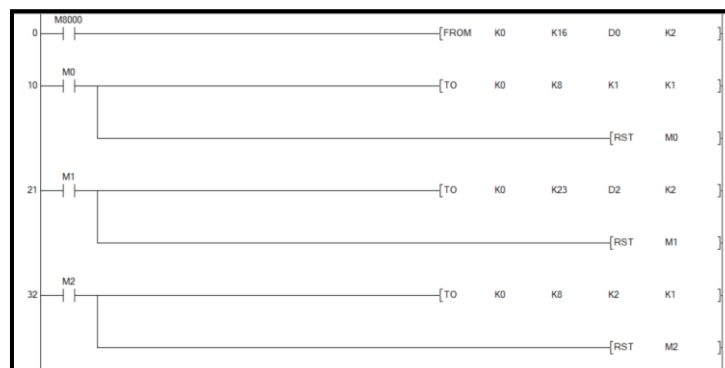 M8000
0 FROM K0 K16 D0 K2
M0
10 TO K0 K8 K1 K1
RST M0
M1
21 TO K0 K23 D2 K2
RST M1
M2
32 TO K0 K8 K2 K1
RST M2